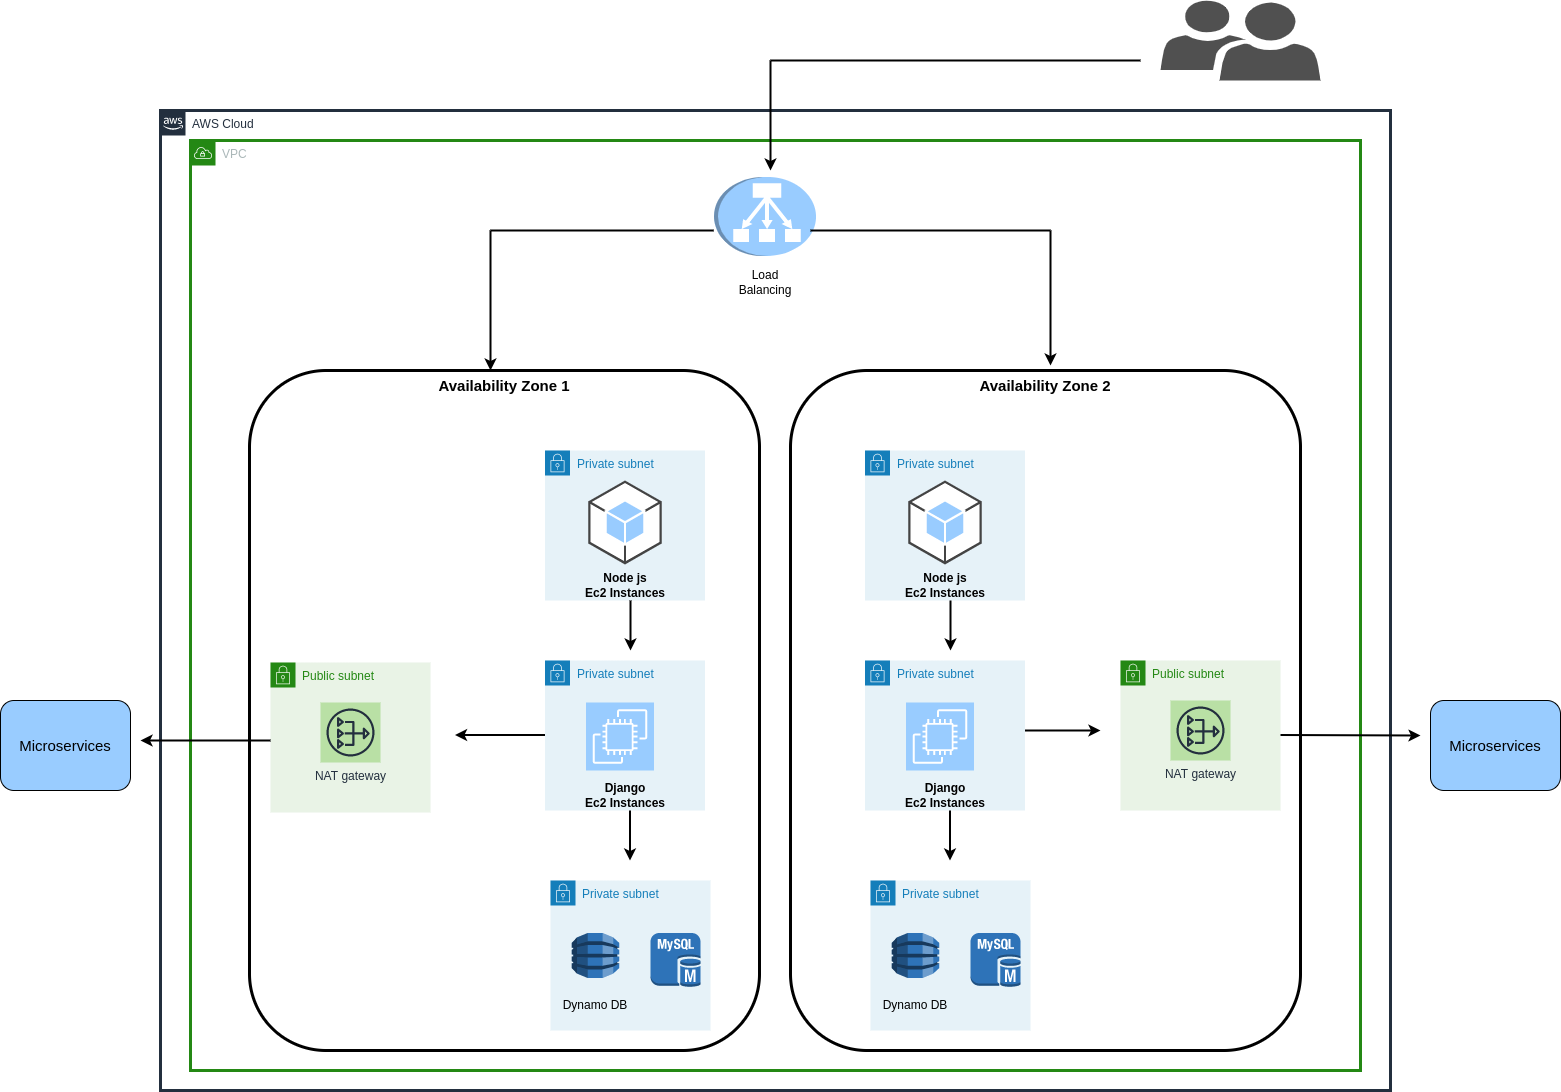 aws
AWS Cloud
VPC
Load
Balancing
Availability Zone 1
Availability Zone 2
Private subnet
Node js
Ec2 Instances
Private subnet
Node js
Ec2 Instances
Microservices
Public subnet
NAT gateway
Private subnet
Django
Ec2 Instances
Private subnet
Django
Ec2 Instances
Public subnet
NAT gateway
Microservices
Private subnet
MySQL
M
Dynamo DB
Private subnet
MySQL
M
Dynamo DB